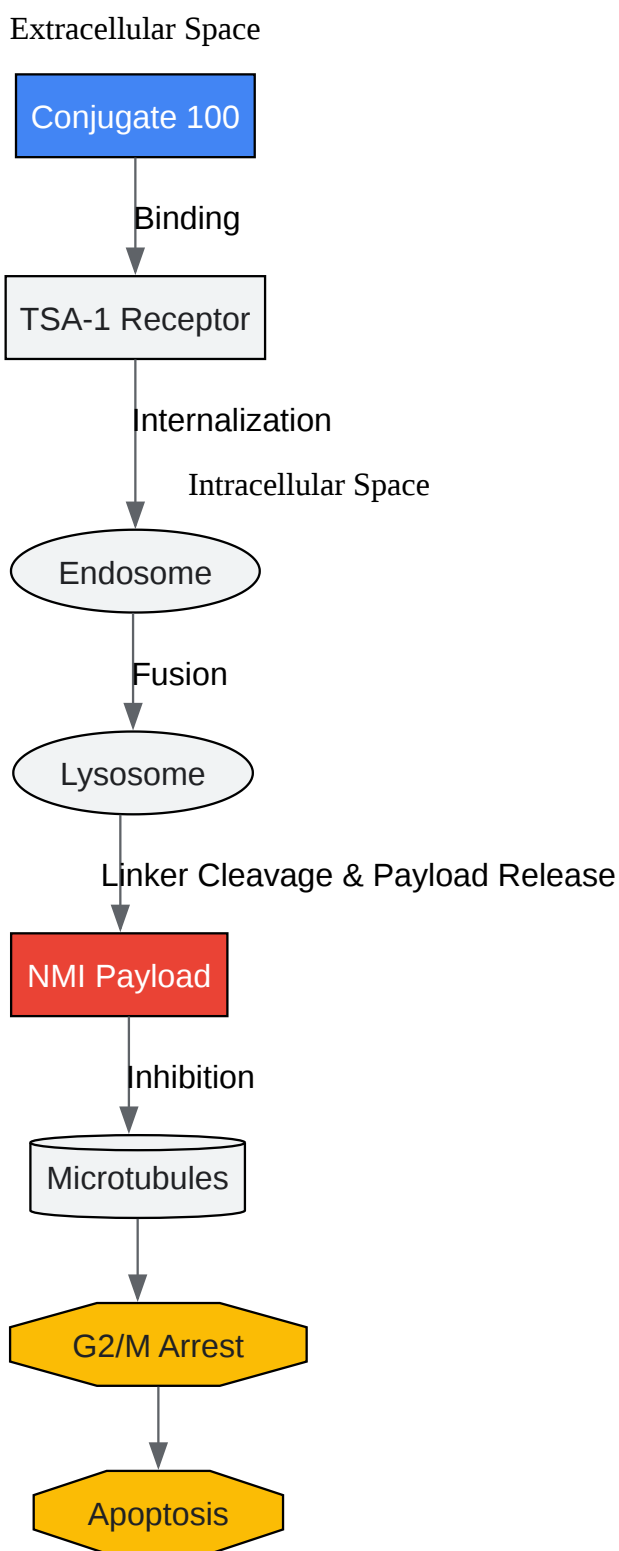 Extracellular Space
Conjugate 100
Binding
TSA-1 Receptor
Internalization
Intracellular Space
Endosome
Fusion
Lysosome
Linker Cleavage & Payload Release
NMI Payload
Inhibition
Microtubules
G2/M Arrest
Apoptosis